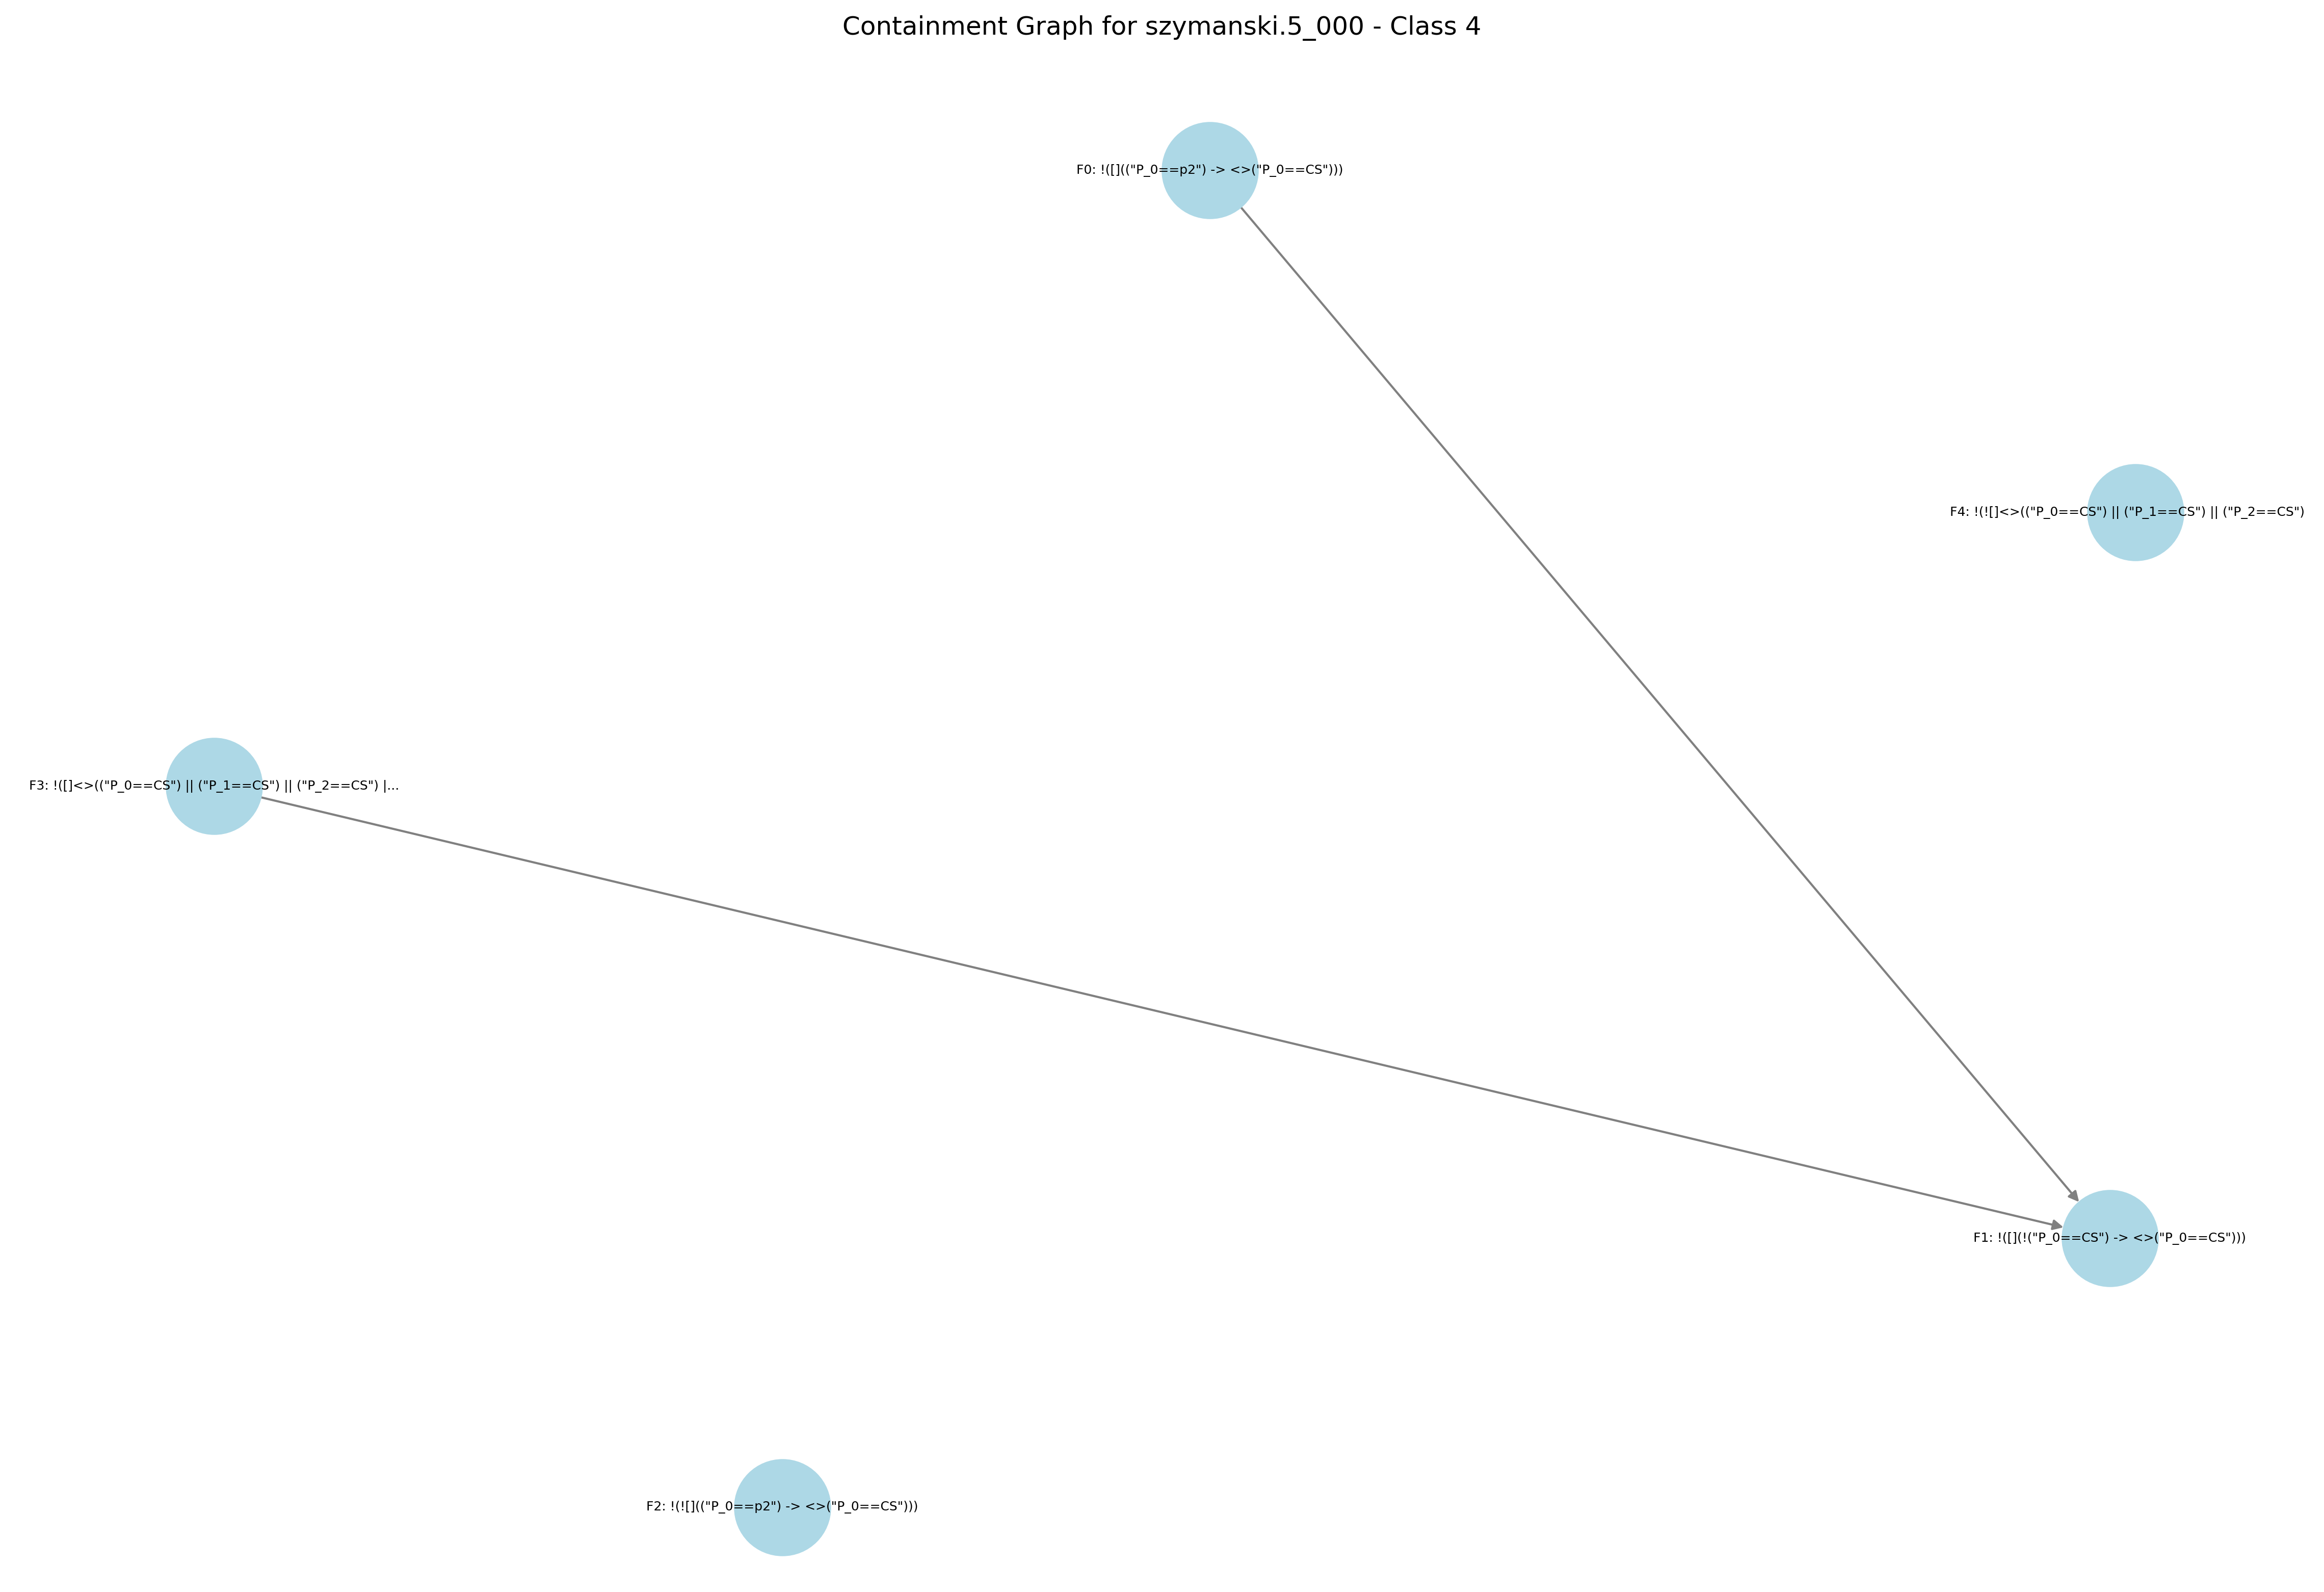 Containment Graph for szymanski.5_000 - Class 4
F0: !([](("P_0==p2") -> <>("P_0==CS")))
F4: !(![]<>(("P_0==CS") || ("P_1==CS") || ("P_2==CS")
F3: !([]<>(("P_0==CS") || ("P_1==CS") || ("P_2==CS") |...
F1: !([](!("P_0==CS") -> <>("P_0==CS")))
F2: !(![](("P_0==p2") -> <>("P_0==CS")))